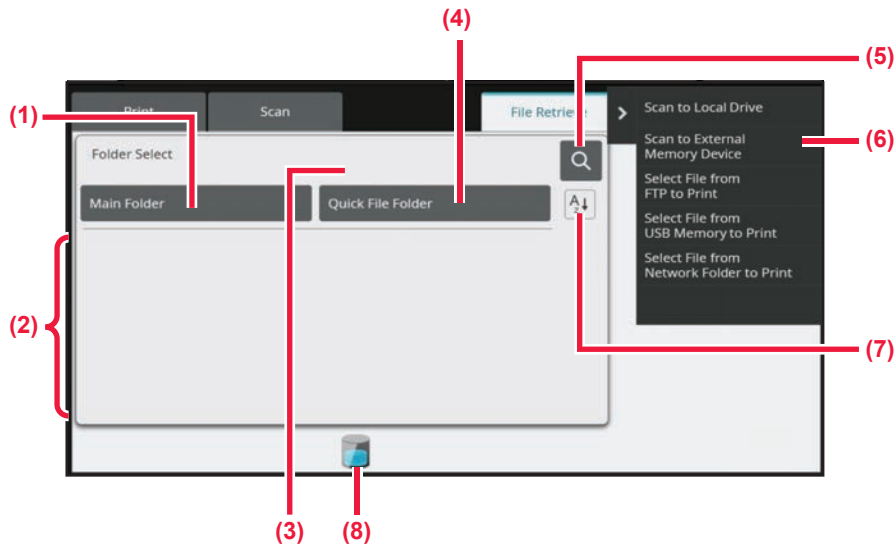 (4)
(5)
(1)
Print
Scan
File Retrieve
Scan to Local Drive
(6)
Scan to External
Memory Device
Folder Select
(3)
Select File from
FTP to Print
Main Folder
Quick File Folder
A
Z
Select File from
USB Memory to Print
Select File from
Network Folder to Print
(2)
(7)
(3)
(8)